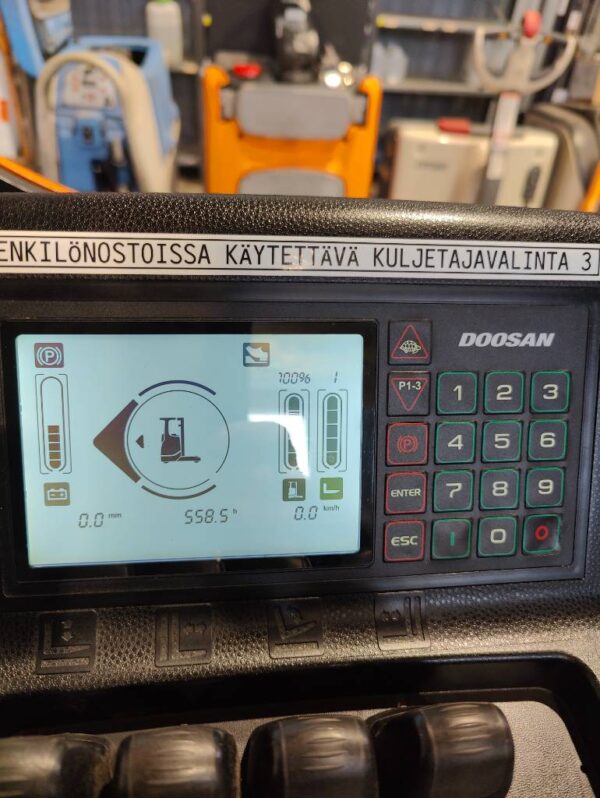 ENKILÖNOSTOISSA KÄYTETTÄVÄ KULJETAJAVALINTA 3
DOOSAN
P1-3
1 2 3
4 5 6
ENTER 7 8 9
ESC I 0 O
100% 1
0.0 mm 558.5 h 0.0 km/h